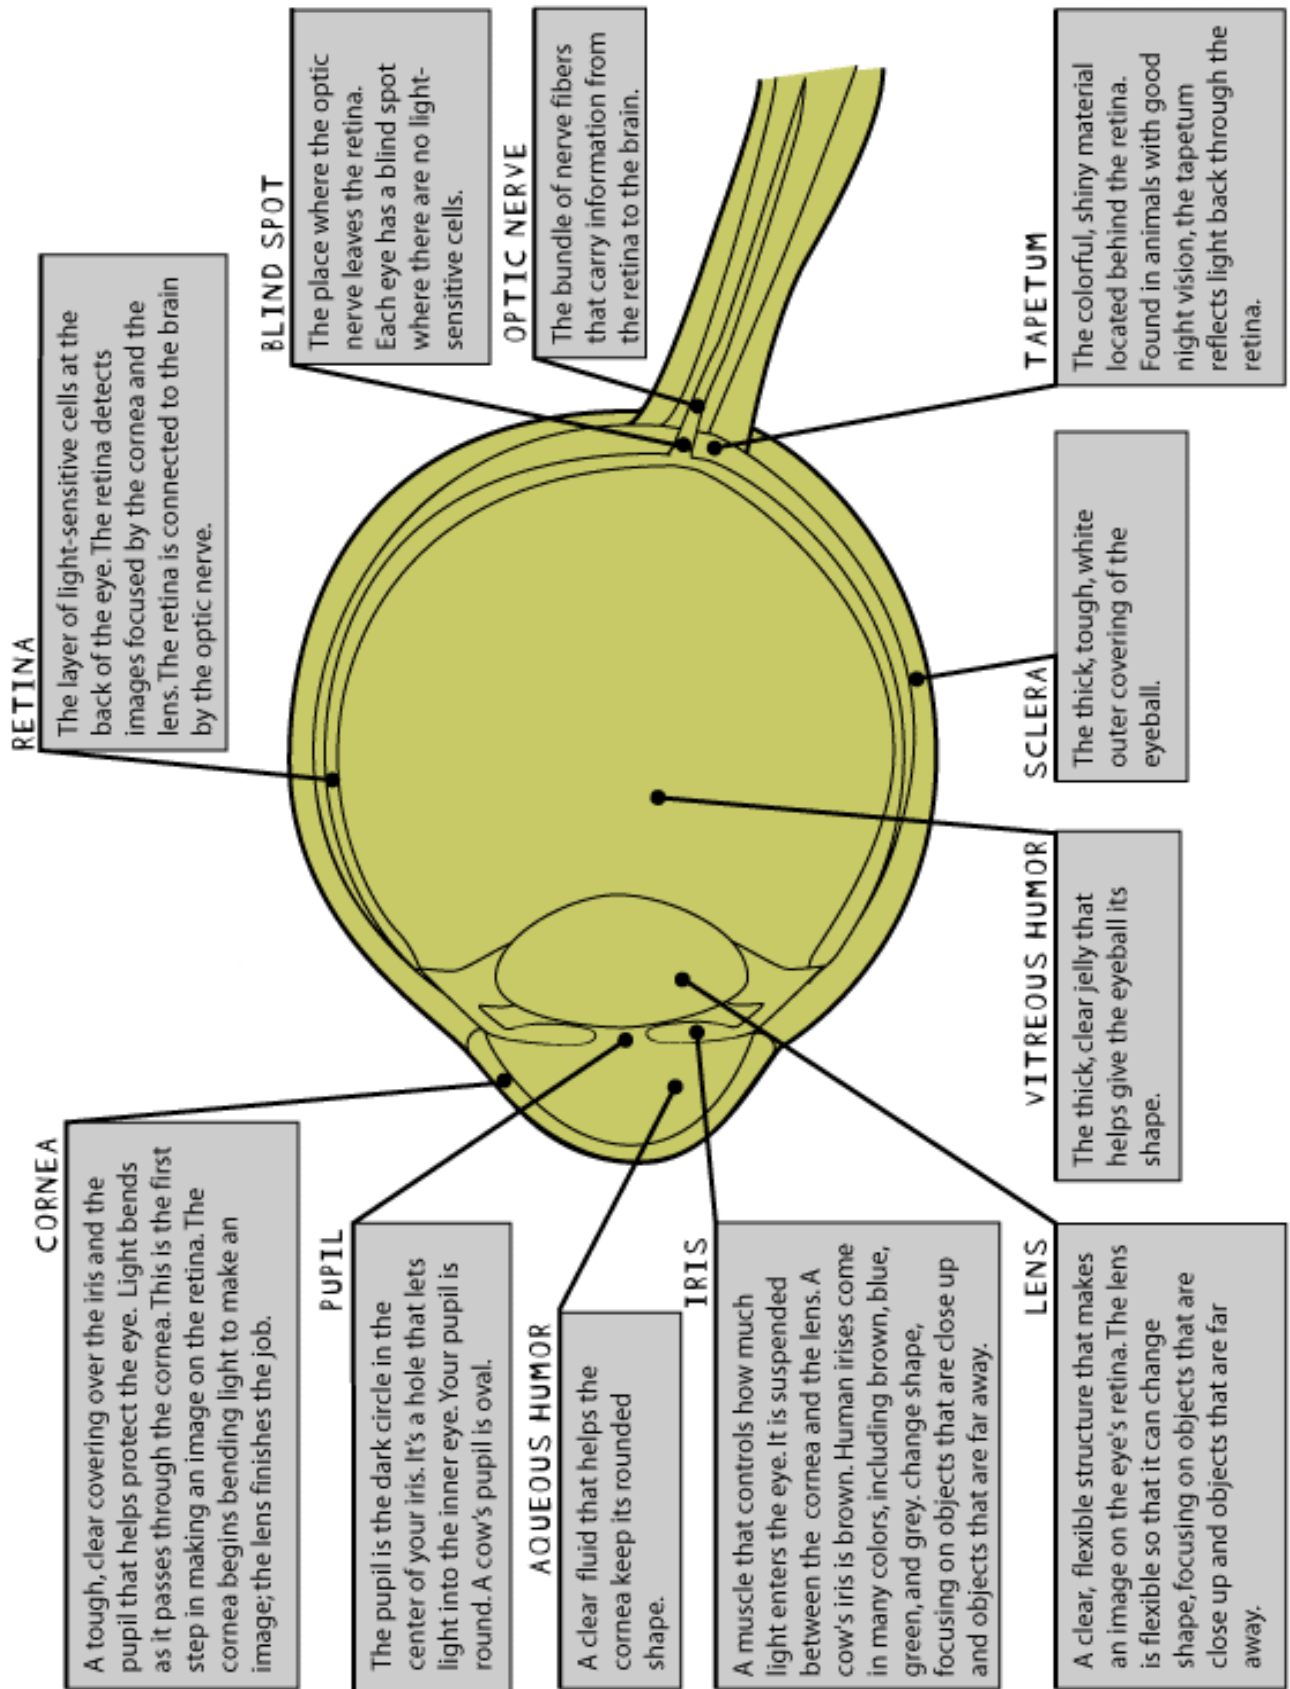 CORNEA
A tough, clear covering over the iris and the
pupil that helps protect the eye. Light bends
as it passes through the cornea. This is the first
step in making an image on the retina. The
cornea begins bending light to make an
image; the lens finishes the job.
PUPIL
The pupil is the dark circle in the
center of your iris. It's a hole that lets
light into the inner eye. Your pupil is
round. A cow's pupil is oval.
AQUEOUS HUMOR
A clear fluid that helps the
cornea keep its rounded
shape.
IRIS
A muscle that controls how much
light enters the eye. It is suspended
between the cornea and the lens. A
cow's iris is brown. Human irises come
in many colors, including brown, blue,
green, and grey. change shape,
focusing on objects that are close up
and objects that are far away.
LENS
A clear, flexible structure that makes
an image on the eye's retina. The lens
is flexible so that it can change
shape, focusing on objects that are
close up and objects that are far
away.
VITREOUS HUMOR
The thick, clear jelly that
helps give the eyeball its
shape.
SCLERA
The thick, tough, white
outer covering of the
eyeball.
RETINA
The layer of light-sensitive cells at the
back of the eye. The retina detects
images focused by the cornea and the
lens. The retina is connected to the brain
by the optic nerve.
BLIND SPOT
The place where the optic
nerve leaves the retina.
Each eye has a blind spot
where there are no light-
sensitive cells.
OPTIC NERVE
The bundle of nerve fibers
that carry information from
the retina to the brain.
TAPETUM
The colorful, shiny material
located behind the retina.
Found in animals with good
night vision, the tapetum
reflects light back through the
retina.